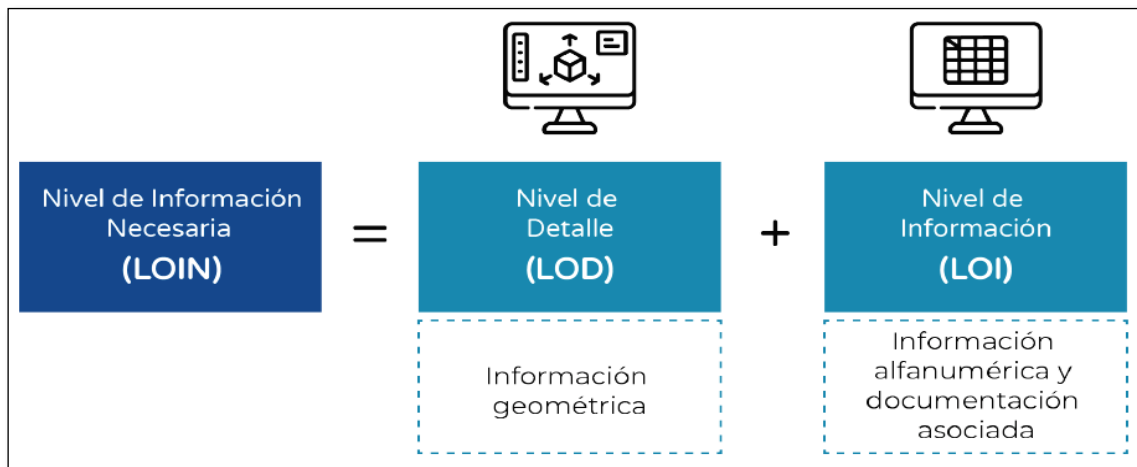 Nivel de Información
Necesaria
(LOIN)
=
Nivel de
Detalle
(LOD)
+
Nivel de
Información
(LOI)
Información
geométrica
Información
alfanumérica y
documentación
asociada